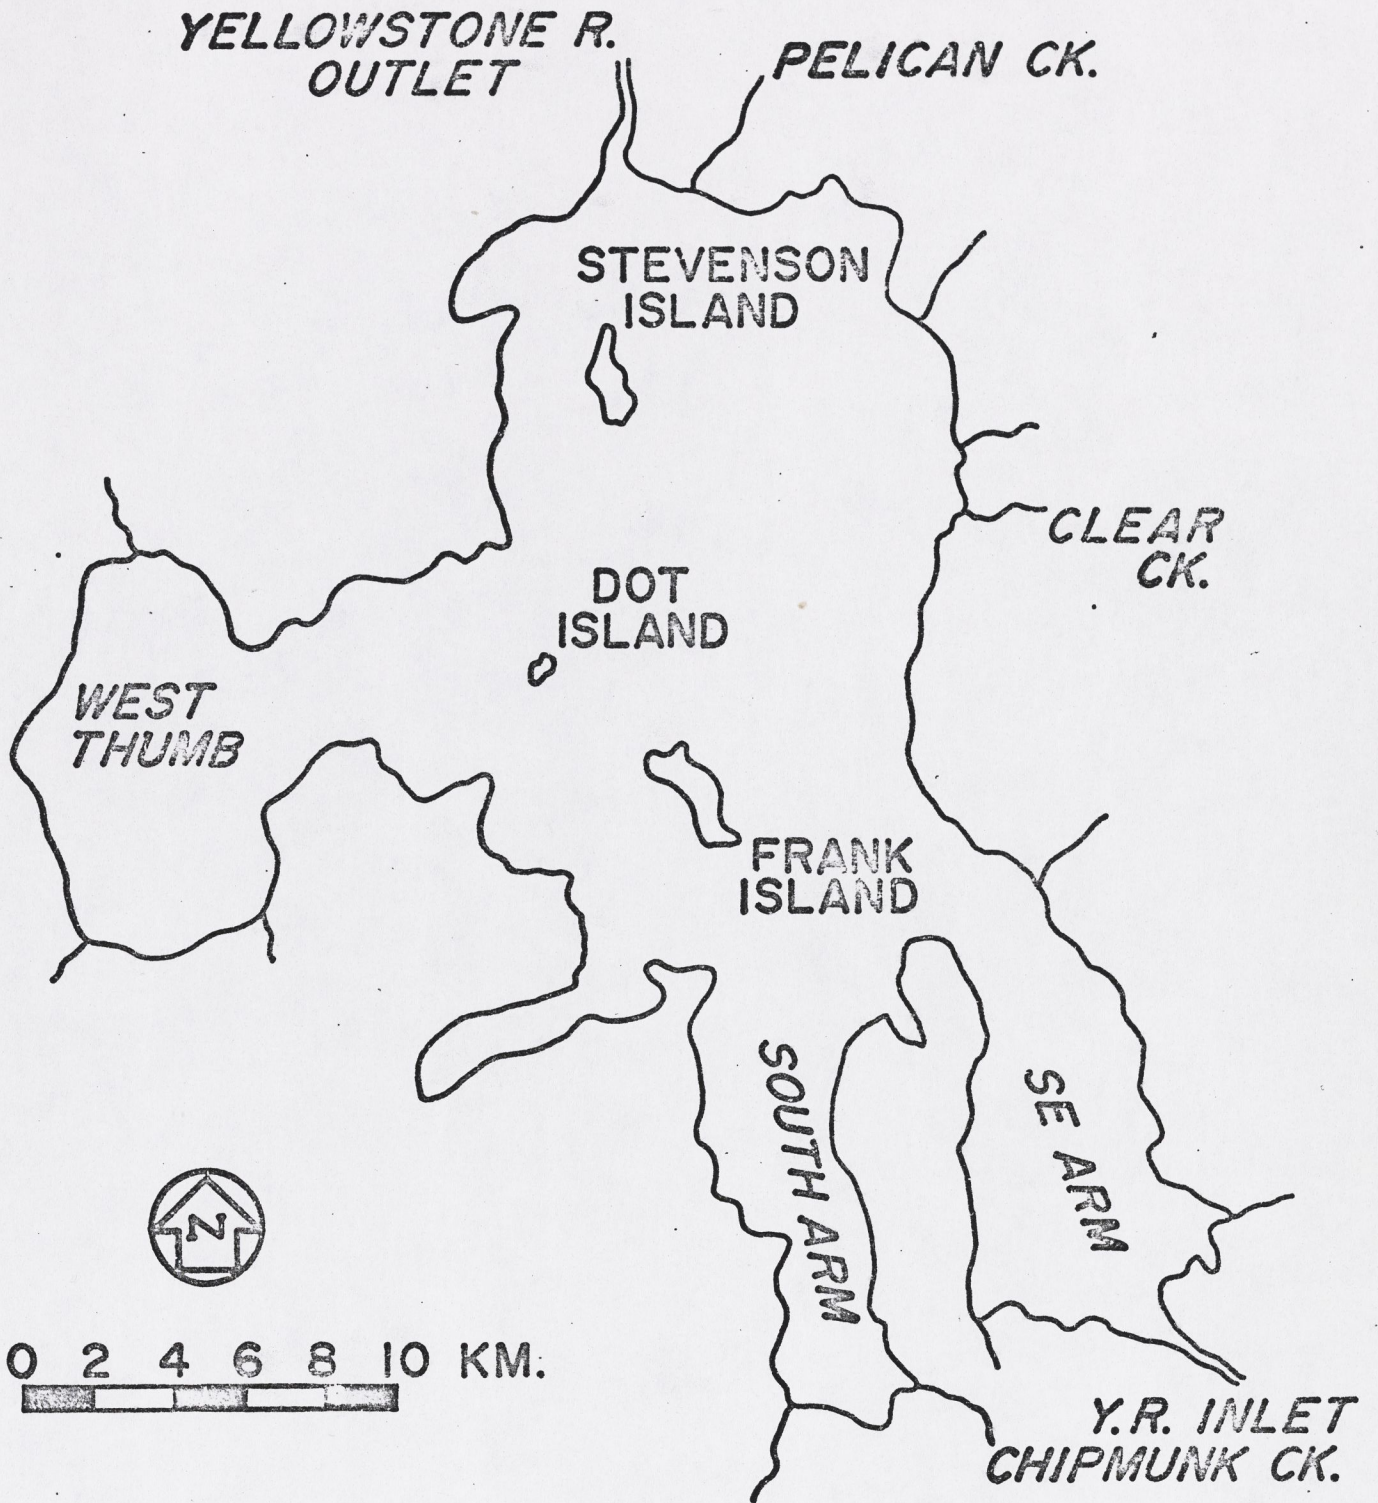 YELLOWSTONE R.
OUTLET
PELICAN CK.
STEVENSON
ISLAND
CLEAR
CK.
DOT
ISLAND
WEST
THUMB
FRANK
ISLAND
SOUTH ARM
SE ARM
N
0 2 4 6 8 10 KM.
Y.R. INLET
CHIPMUNK CK.